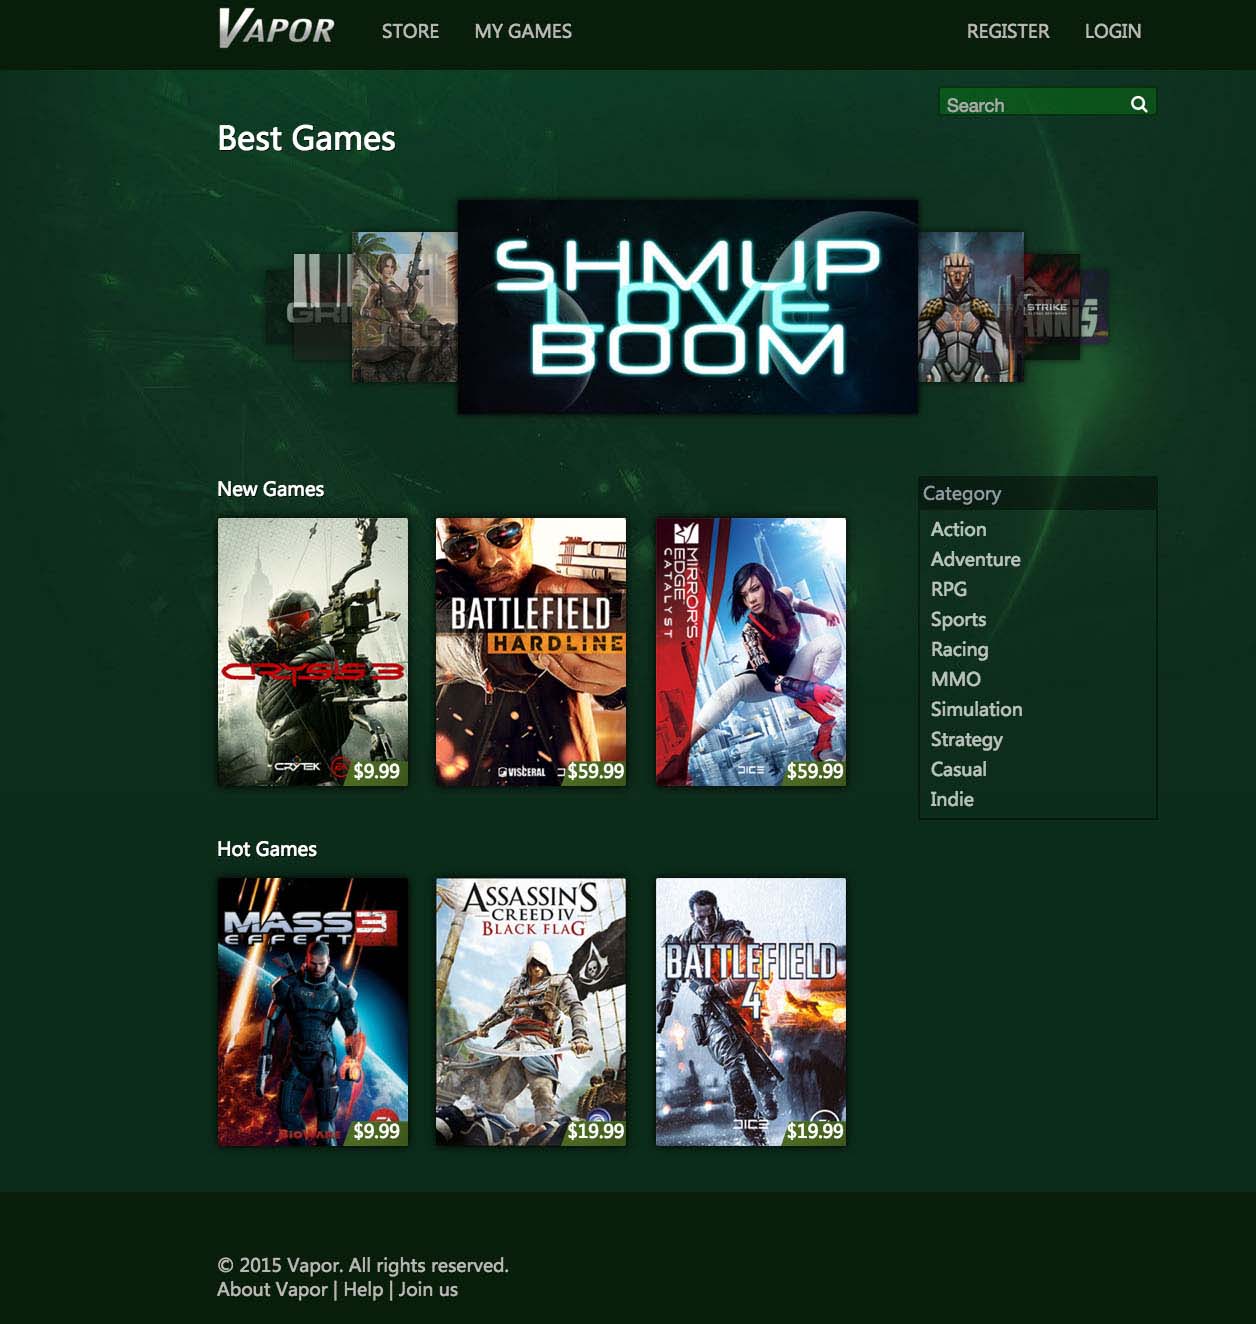 VAPOR STORE MY GAMES REGISTER LOGIN
Search
Best Games
SHMUP
LOVE
BOOM
STRIKE
New Games
CRYSIS 3
CRYTEK
$9.99
BATTLEFIELD
HARDLINE
VISCERAL
$59.99
MIRROR'S
EDGE
CATALYST
DICE
$59.99
Category
Action
Adventure
RPG
Sports
Racing
MMO
Simulation
Strategy
Casual
Indie
Hot Games
MASS 3
EFFECT
BIOWARE
EA
$9.99
ASSASSIN'S
CREED IV
BLACK FLAG
$19.99
BATTLEFIELD
4
DICE
$19.99
© 2015 Vapor. All rights reserved.
About Vapor | Help | Join us